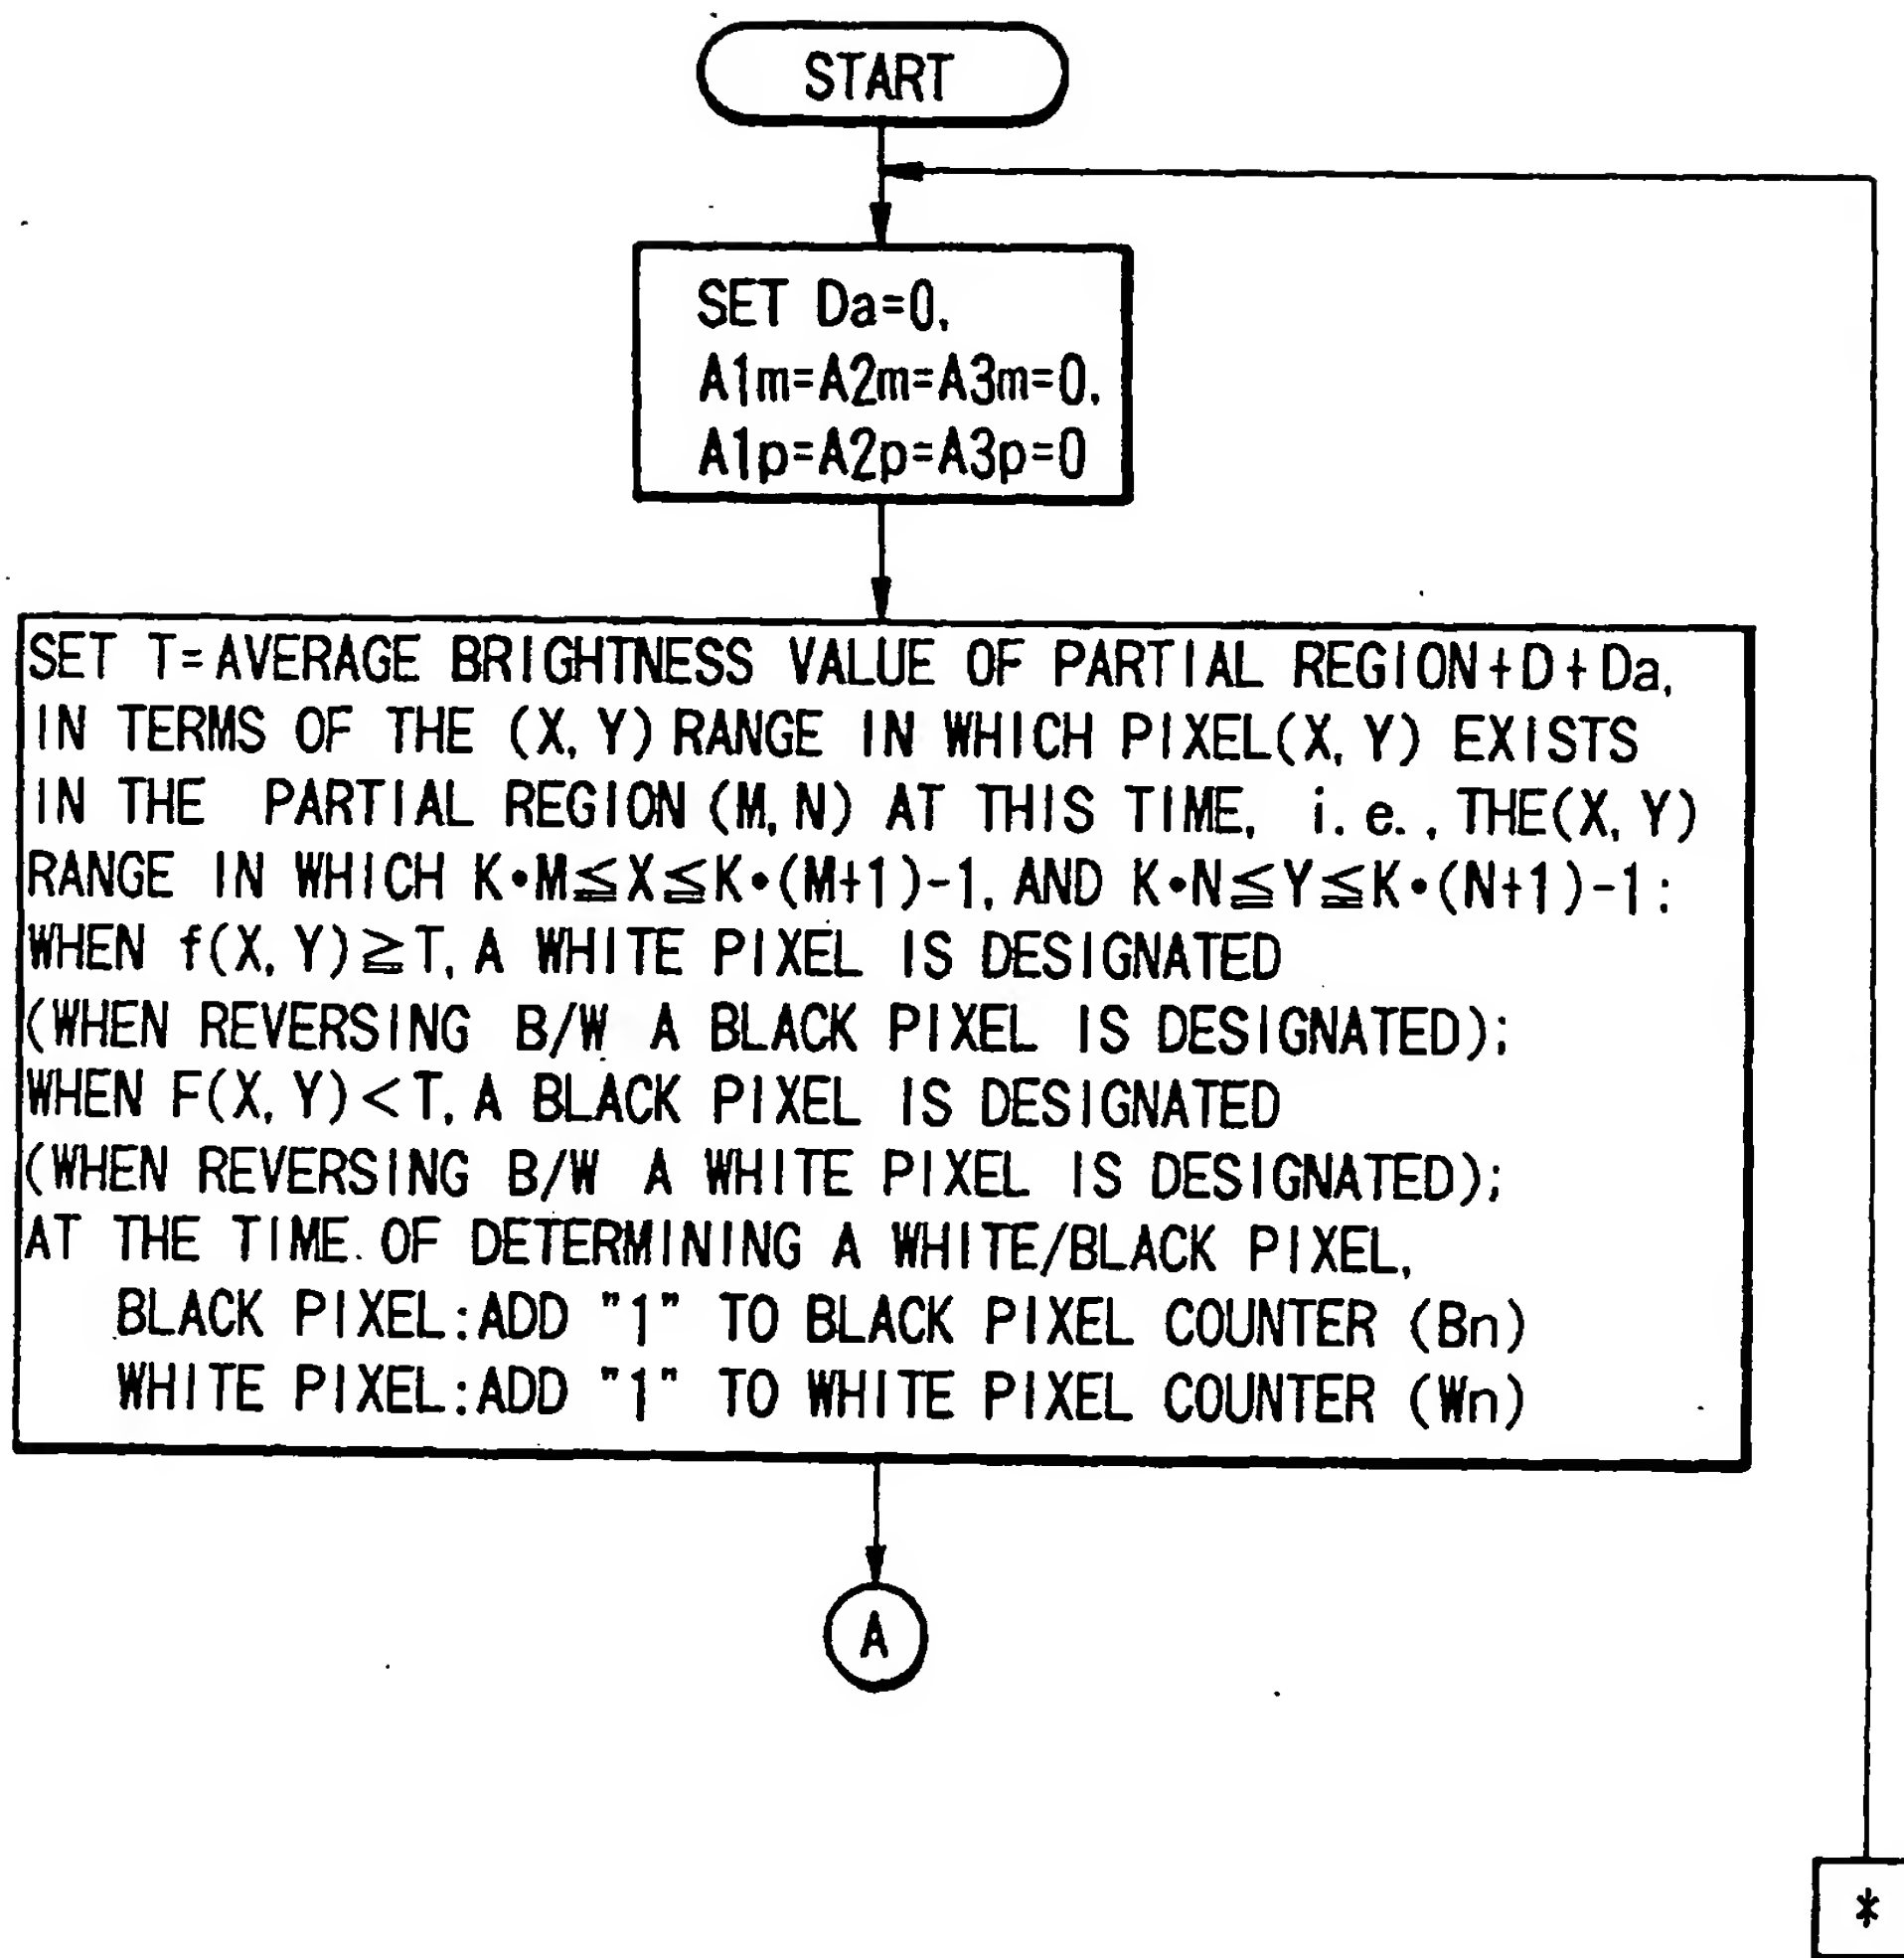 START
SET Da=0.
A1m=A2m=A3m=0.
A1p=A2p=A3p=0
SET T=AVERAGE BRIGHTNESS VALUE OF PARTIAL REGION+D+Da,
IN TERMS OF THE (X, Y) RANGE IN WHICH PIXEL(X, Y) EXISTS
IN THE PARTIAL REGION (M, N) AT THIS TIME, i. e., THE(X, Y)
RANGE IN WHICH K•M≦X≦K•(M+1)-1, AND K•N≦Y≦K•(N+1)-1:
WHEN f(X, Y)≧T, A WHITE PIXEL IS DESIGNATED
(WHEN REVERSING B/W A BLACK PIXEL IS DESIGNATED);
WHEN F(X, Y)<T, A BLACK PIXEL IS DESIGNATED
(WHEN REVERSING B/W A WHITE PIXEL IS DESIGNATED);
AT THE TIME OF DETERMINING A WHITE/BLACK PIXEL,
BLACK PIXEL:ADD "1" TO BLACK PIXEL COUNTER (Bn)
WHITE PIXEL:ADD "1" TO WHITE PIXEL COUNTER (Wn)
A
*